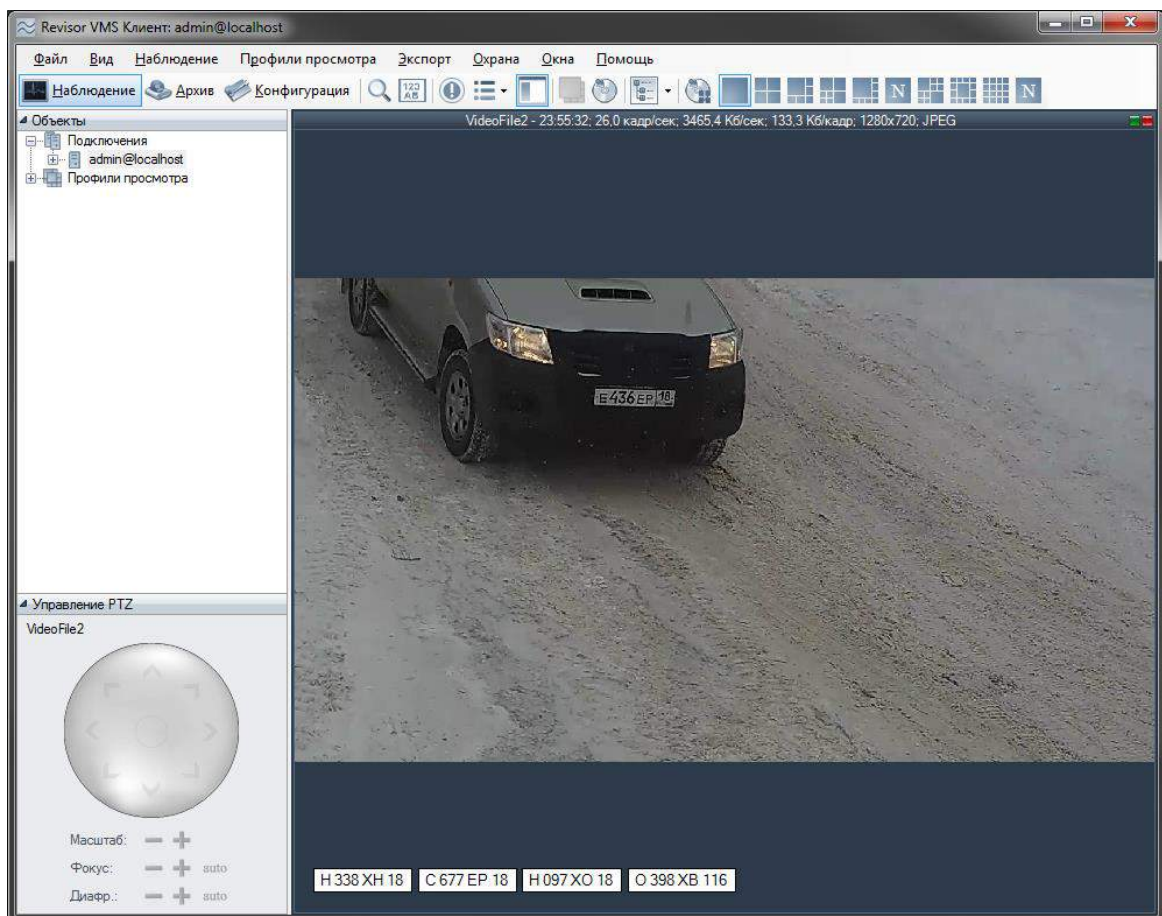 Revisor VMS Клиент: admin@localhost
Файл Вид Наблюдение Профили просмотра Экспорт Охрана Окна Помощь
Наблюдение Архив Конфигурация 123 AB N N
Объекты
VideoFile2 - 23:55:32; 26,0 кадр/сек; 3465,4 Кб/сек; 133,3 Кб/кадр; 1280x720; JPEG
Подключения
admin@localhost
Профили просмотра
Е436ЕР 18
Управление PTZ
VideoFile2
Масштаб:
Фокус: auto
Диафр.: auto
Н 338 ХН 18 С 677 ЕР 18 Н 097 ХО 18 О 398 ХВ 116